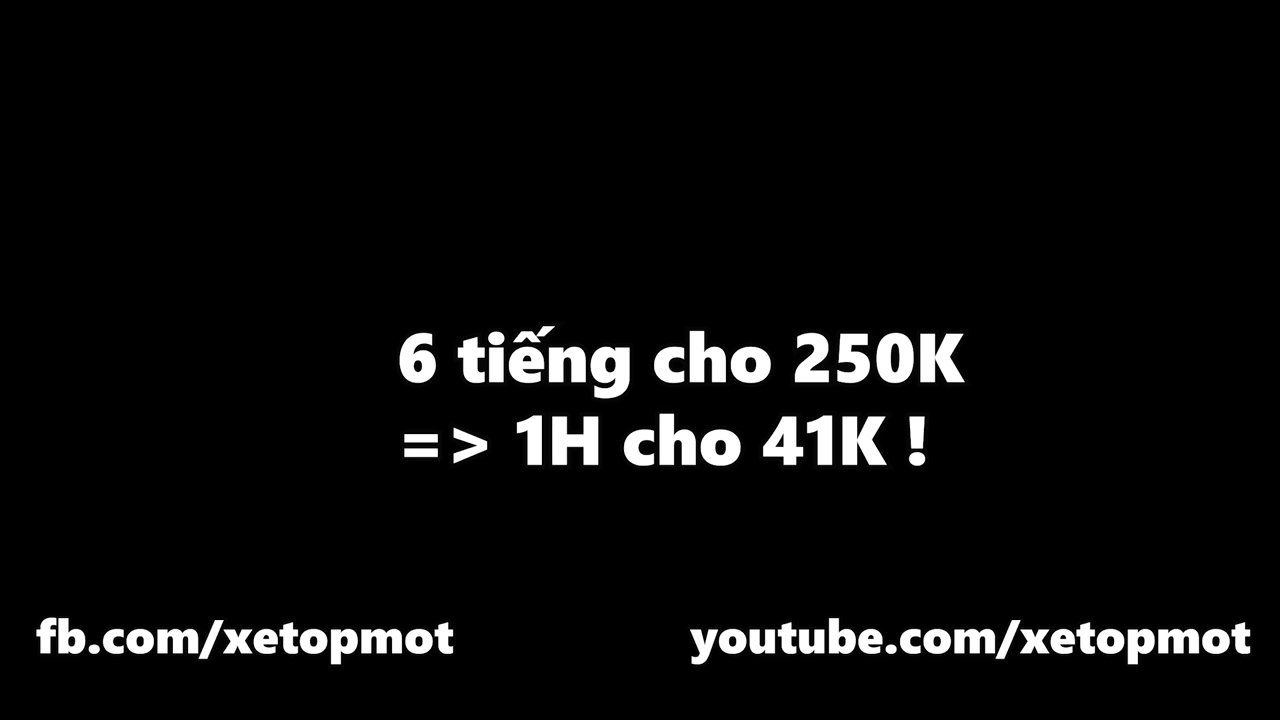 6 tiếng cho 250K
=> 1H cho 41K !
fb.com/xetopmot
youtube.com/xetopmot